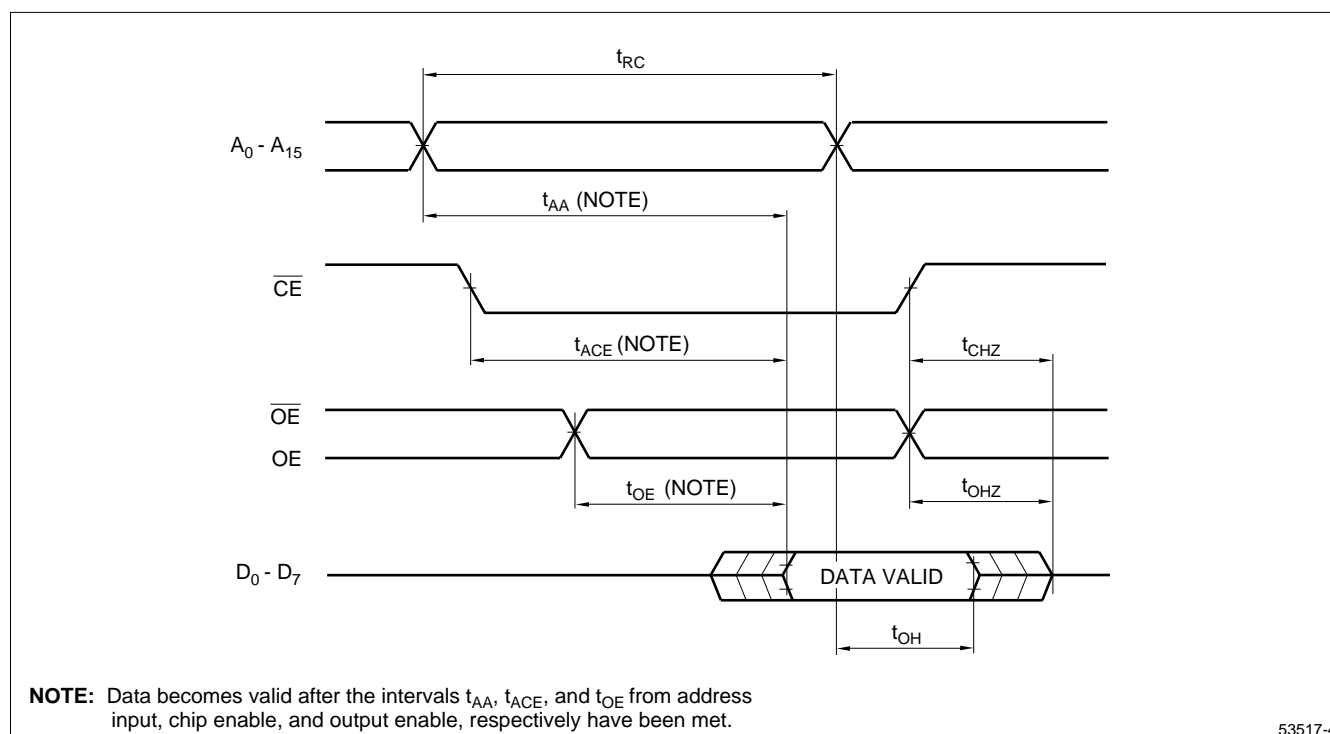 tRC
A0 - A15
tAA (NOTE)
CE
tACE (NOTE)
tCHZ
OE
OE
tOE (NOTE)
tOHZ
D0 - D7
DATA VALID
tOH
NOTE: Data becomes valid after the intervals tAA, tACE, and tOE from address
input, chip enable, and output enable, respectively have been met.
53517-4